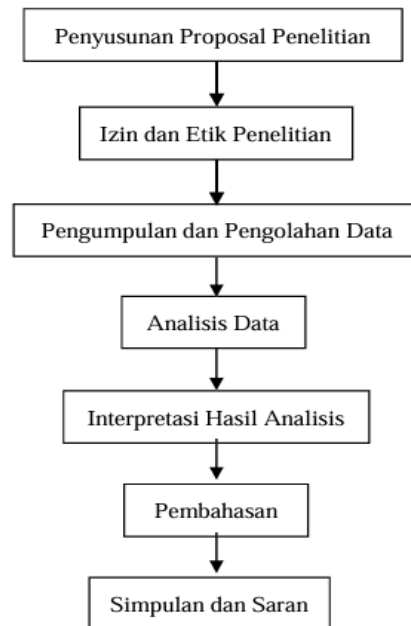 Penyusunan Proposal Penelitian
Izin dan Etik Penelitian
Pengumpulan dan Pengolahan Data
Analisis Data
Interpretasi Hasil Analisis
Pembahasan
Simpulan dan Saran